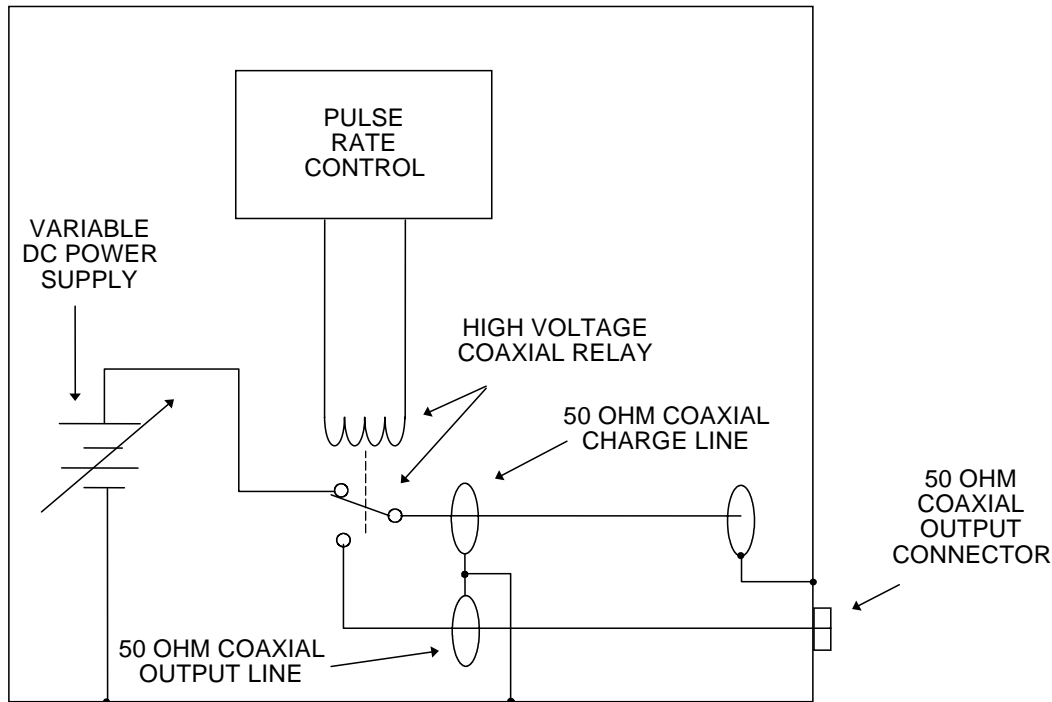 PULSE
RATE
CONTROL
VARIABLE
DC POWER
SUPPLY
HIGH VOLTAGE
COAXIAL RELAY
50 OHM COAXIAL
CHARGE LINE
50 OHM
COAXIAL
OUTPUT
CONNECTOR
50 OHM COAXIAL
OUTPUT LINE